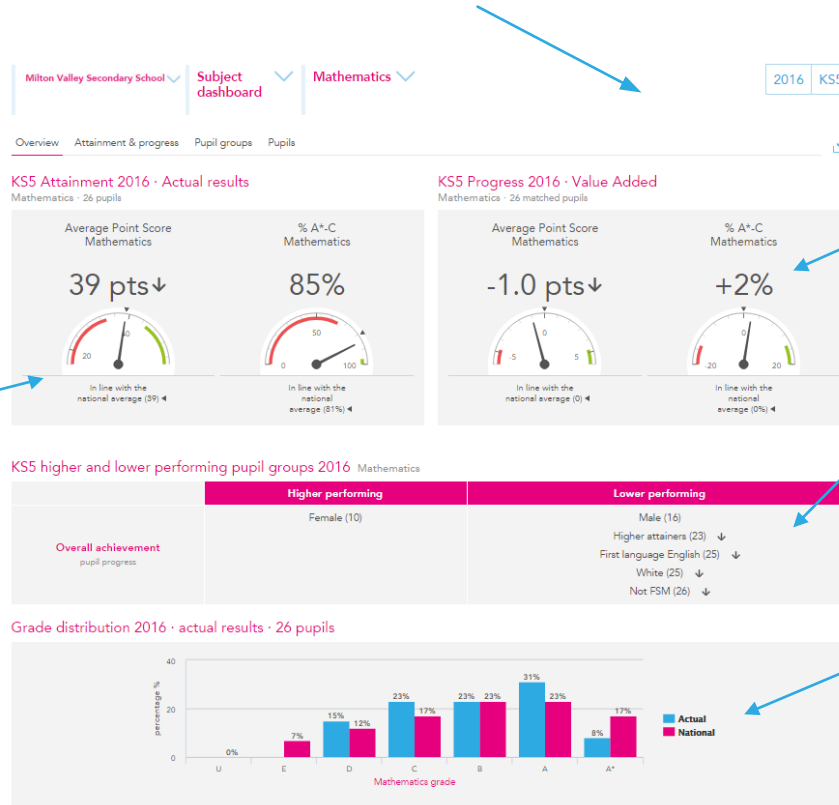 Milton Valley Secondary School
Subject dashboard
Mathematics
2016 KS5
Overview Attainment & progress Pupil groups Pupils
KS5 Attainment 2016 · Actual results
Mathematics · 26 pupils
Average Point Score
Mathematics
39 pts↓
20
40
In line with the
national average (39)
% A*-C
Mathematics
85%
0
50
100
In line with the
national
average (81%)
KS5 Progress 2016 · Value Added
Mathematics · 26 matched pupils
Average Point Score
Mathematics
-1.0 pts↓
-5
0
5
In line with the
national average (0)
% A*-C
Mathematics
+2%
-20
0
20
In line with the
national
average (0%)
KS5 higher and lower performing pupil groups 2016 Mathematics
Higher performing
Lower performing
Overall achievement
pupil progress
Female (10)
Male (16)
Higher attainers (23) ↓
First language English (25) ↓
White (25) ↓
Not FSM (26) ↓
Grade distribution 2016 · actual results · 26 pupils
percentage %
40
20
0
0%
7%
15% 12%
23% 17%
23% 23%
31% 23%
8% 17%
U E D C B A A*
Mathematics grade
Actual
National